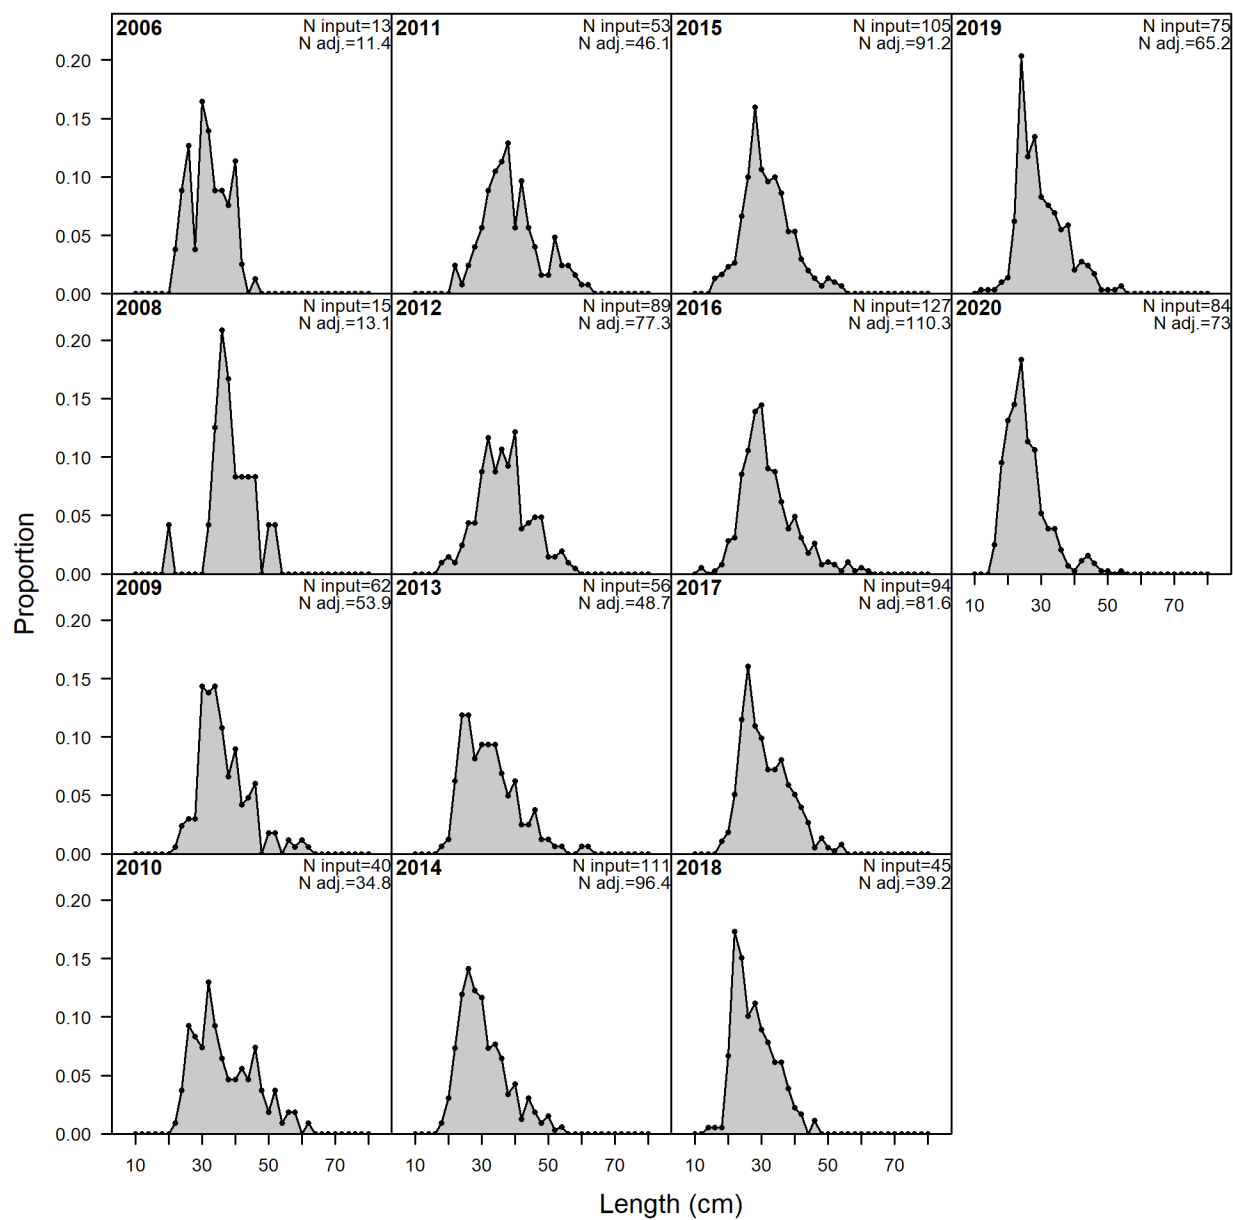 2006 N input=13 2011 N input=53 2015 N input=105 2019 N input=75
N adj.=11.4 N adj.=46.1 N adj.=91.2 N adj.=65.2
0.20
0.15
0.10
0.05
0.00
2008 N input=15 2012 N input=89 2016 N input=127 2020 N input=84
N adj.=13.1 N adj.=77.3 N adj.=110.3 N adj.=73
0.20
0.15
0.10
0.05
0.00
10 30 50 70
2009 N input=62 2013 N input=56 2017 N input=94
N adj.=53.9 N adj.=48.7 N adj.=81.6
0.20
0.15
0.10
0.05
0.00
2010 N input=40 2014 N input=111 2018 N input=45
N adj.=34.8 N adj.=96.4 N adj.=39.2
0.20
0.15
0.10
0.05
0.00
10 30 50 70 10 30 50 70 10 30 50 70
Proportion
Length (cm)